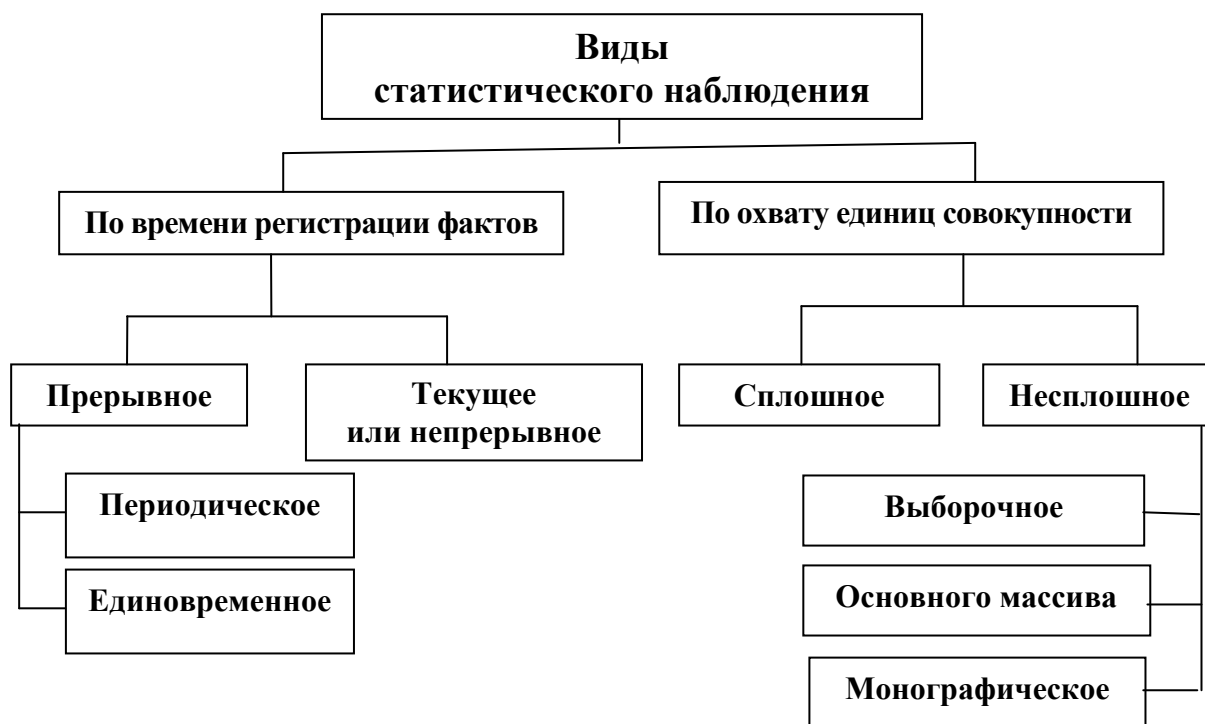 Виды
статистического наблюдения
По времени регистрации фактов
По охвату единиц совокупности
Прерывное
Текущее
или непрерывное
Сплошное
Несплошное
Периодическое
Выборочное
Единовременное
Основного массива
Монографическое